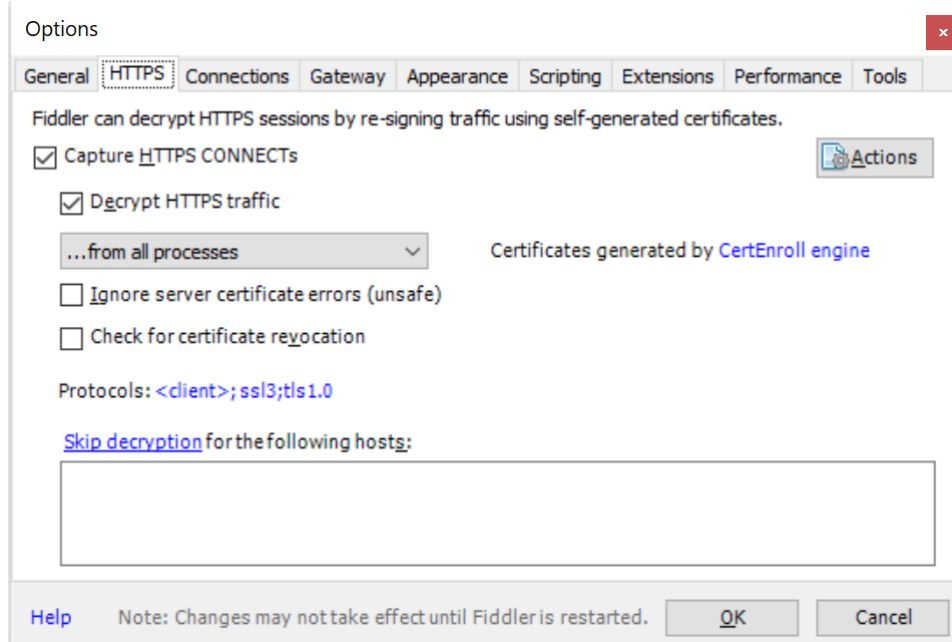 Options
×
General HTTPS Connections Gateway Appearance Scripting Extensions Performance Tools
Fiddler can decrypt HTTPS sessions by re-signing traffic using self-generated certificates.
Capture HTTPS CONNECTs
Actions
Decrypt HTTPS traffic
...from all processes
Certificates generated by CertEnroll engine
Ignore server certificate errors (unsafe)
Check for certificate revocation
Protocols: <client>;ssl3;tls1.0
Skip decryption for the following hosts:
Help Note: Changes may not take effect until Fiddler is restarted. OK Cancel